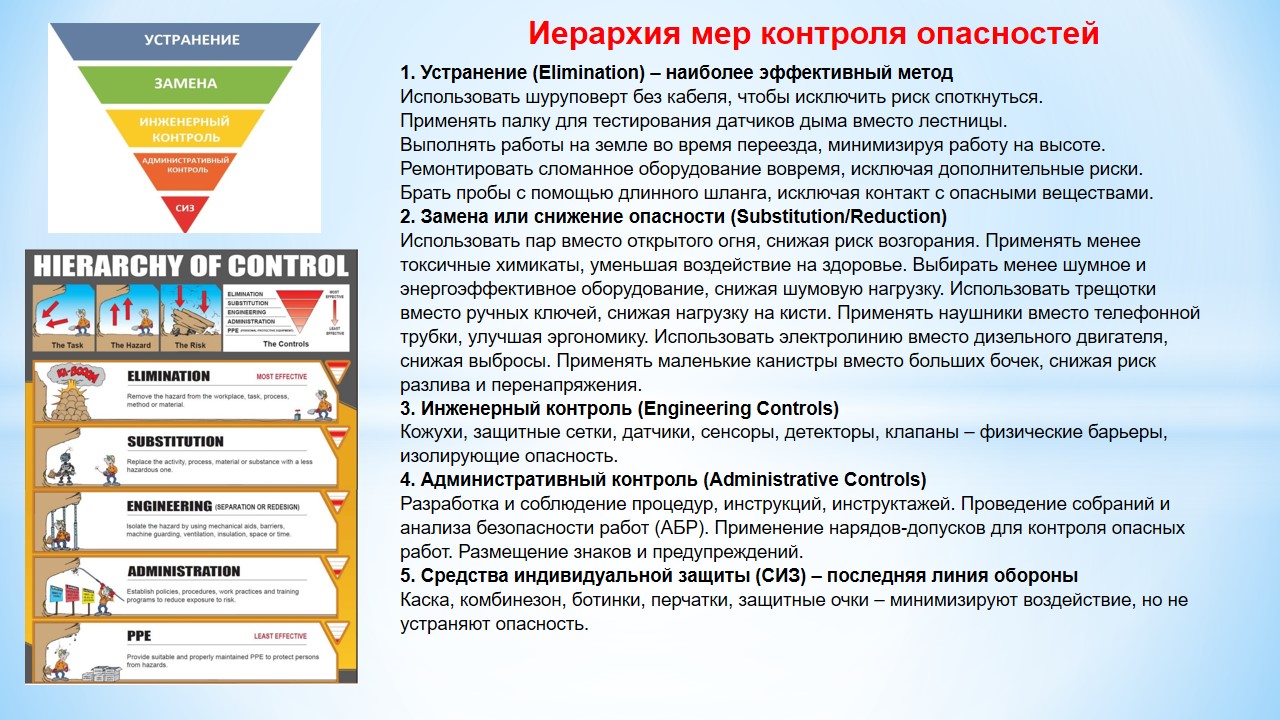 УСТРАНЕНИЕ
ЗАМЕНА
ИНЖЕНЕРНЫЙ
КОНТРОЛЬ
АДМИНИСТРАТИВНЫЙ
КОНТРОЛЬ
СИЗ
HIERARCHY OF CONTROL
The Task
The Hazard
The Risk
ELIMINATION
SUBSTITUTION
ENGINEERING
ADMINISTRATION
PPE (PERSONAL PROTECTIVE EQUIPMENT)
MOST
EFFECTIVE
LEAST
EFFECTIVE
The Controls
KA-BOOOM
ELIMINATION MOST EFFECTIVE
Remove the hazard from the workplace, task, process,
method or material.
SUBSTITUTION
Replace the activity, process, material or substance with a less
hazardous one.
ENGINEERING (SEPARATION OR REDESIGN)
Isolate the hazard by using mechanical aids, barriers,
machine guarding, ventilation, insulation, space or time.
ADMINISTRATION
Establish policies, procedures, work practices and training
programs to reduce exposure to risk.
PPE LEAST EFFECTIVE
Provide suitable and properly maintained PPE to protect persons
from hazards.
Иерархия мер контроля опасностей
1. Устранение (Elimination) – наиболее эффективный метод
Использовать шуруповерт без кабеля, чтобы исключить риск споткнуться.
Применять палку для тестирования датчиков дыма вместо лестницы.
Выполнять работы на земле во время переезда, минимизируя работу на высоте.
Ремонтировать сломанное оборудование вовремя, исключая дополнительные риски.
Брать пробы с помощью длинного шланга, исключая контакт с опасными веществами.
2. Замена или снижение опасности (Substitution/Reduction)
Использовать пар вместо открытого огня, снижая риск возгорания. Применять менее
токсичные химикаты, уменьшая воздействие на здоровье. Выбирать менее шумное и
энергоэффективное оборудование, снижая шумовую нагрузку. Использовать трещотки
вместо ручных ключей, снижая нагрузку на кисти. Применять наушники вместо телефонной
трубки, улучшая эргономику. Использовать электролинию вместо дизельного двигателя,
снижая выбросы. Применять маленькие канистры вместо больших бочек, снижая риск
разлива и перенапряжения.
3. Инженерный контроль (Engineering Controls)
Кожухи, защитные сетки, датчики, сенсоры, детекторы, клапаны – физические барьеры,
изолирующие опасность.
4. Административный контроль (Administrative Controls)
Разработка и соблюдение процедур, инструкций, инструктажей. Проведение собраний и
анализа безопасности работ (АБР). Применение нарядов-допусков для контроля опасных
работ. Размещение знаков и предупреждений.
5. Средства индивидуальной защиты (СИЗ) – последняя линия обороны
Каска, комбинезон, ботинки, перчатки, защитные очки – минимизируют воздействие, но не
устраняют опасность.